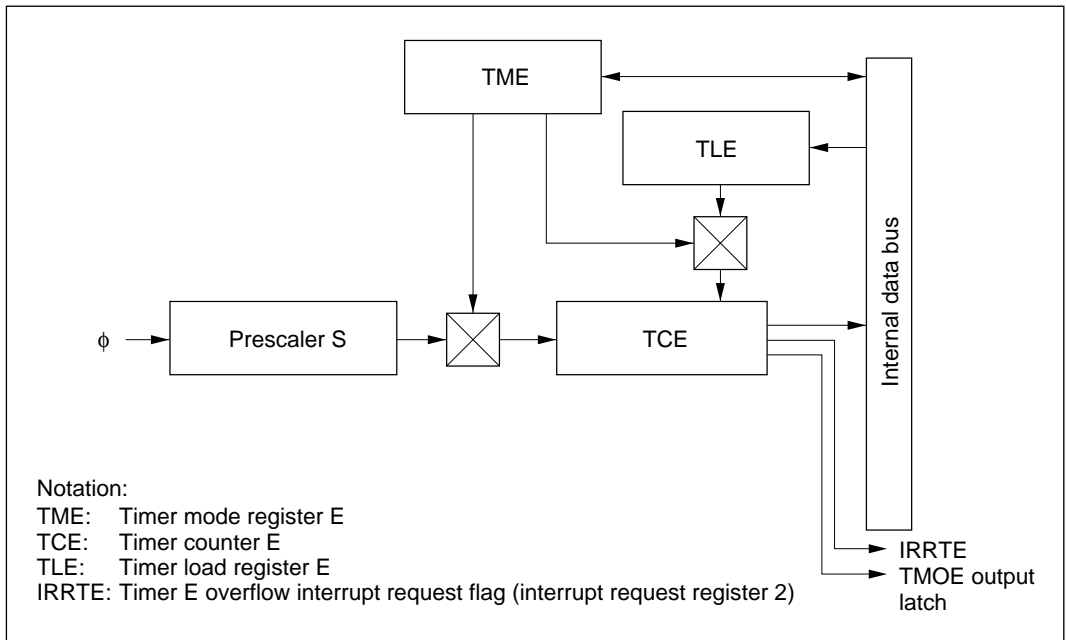 TME
TLE
Internal data bus
ϕ
Prescaler S
TCE
Notation:
TME: Timer mode register E
TCE: Timer counter E
TLE: Timer load register E
IRRTE: Timer E overflow interrupt request flag (interrupt request register 2)
IRRTE
TMOE output
latch